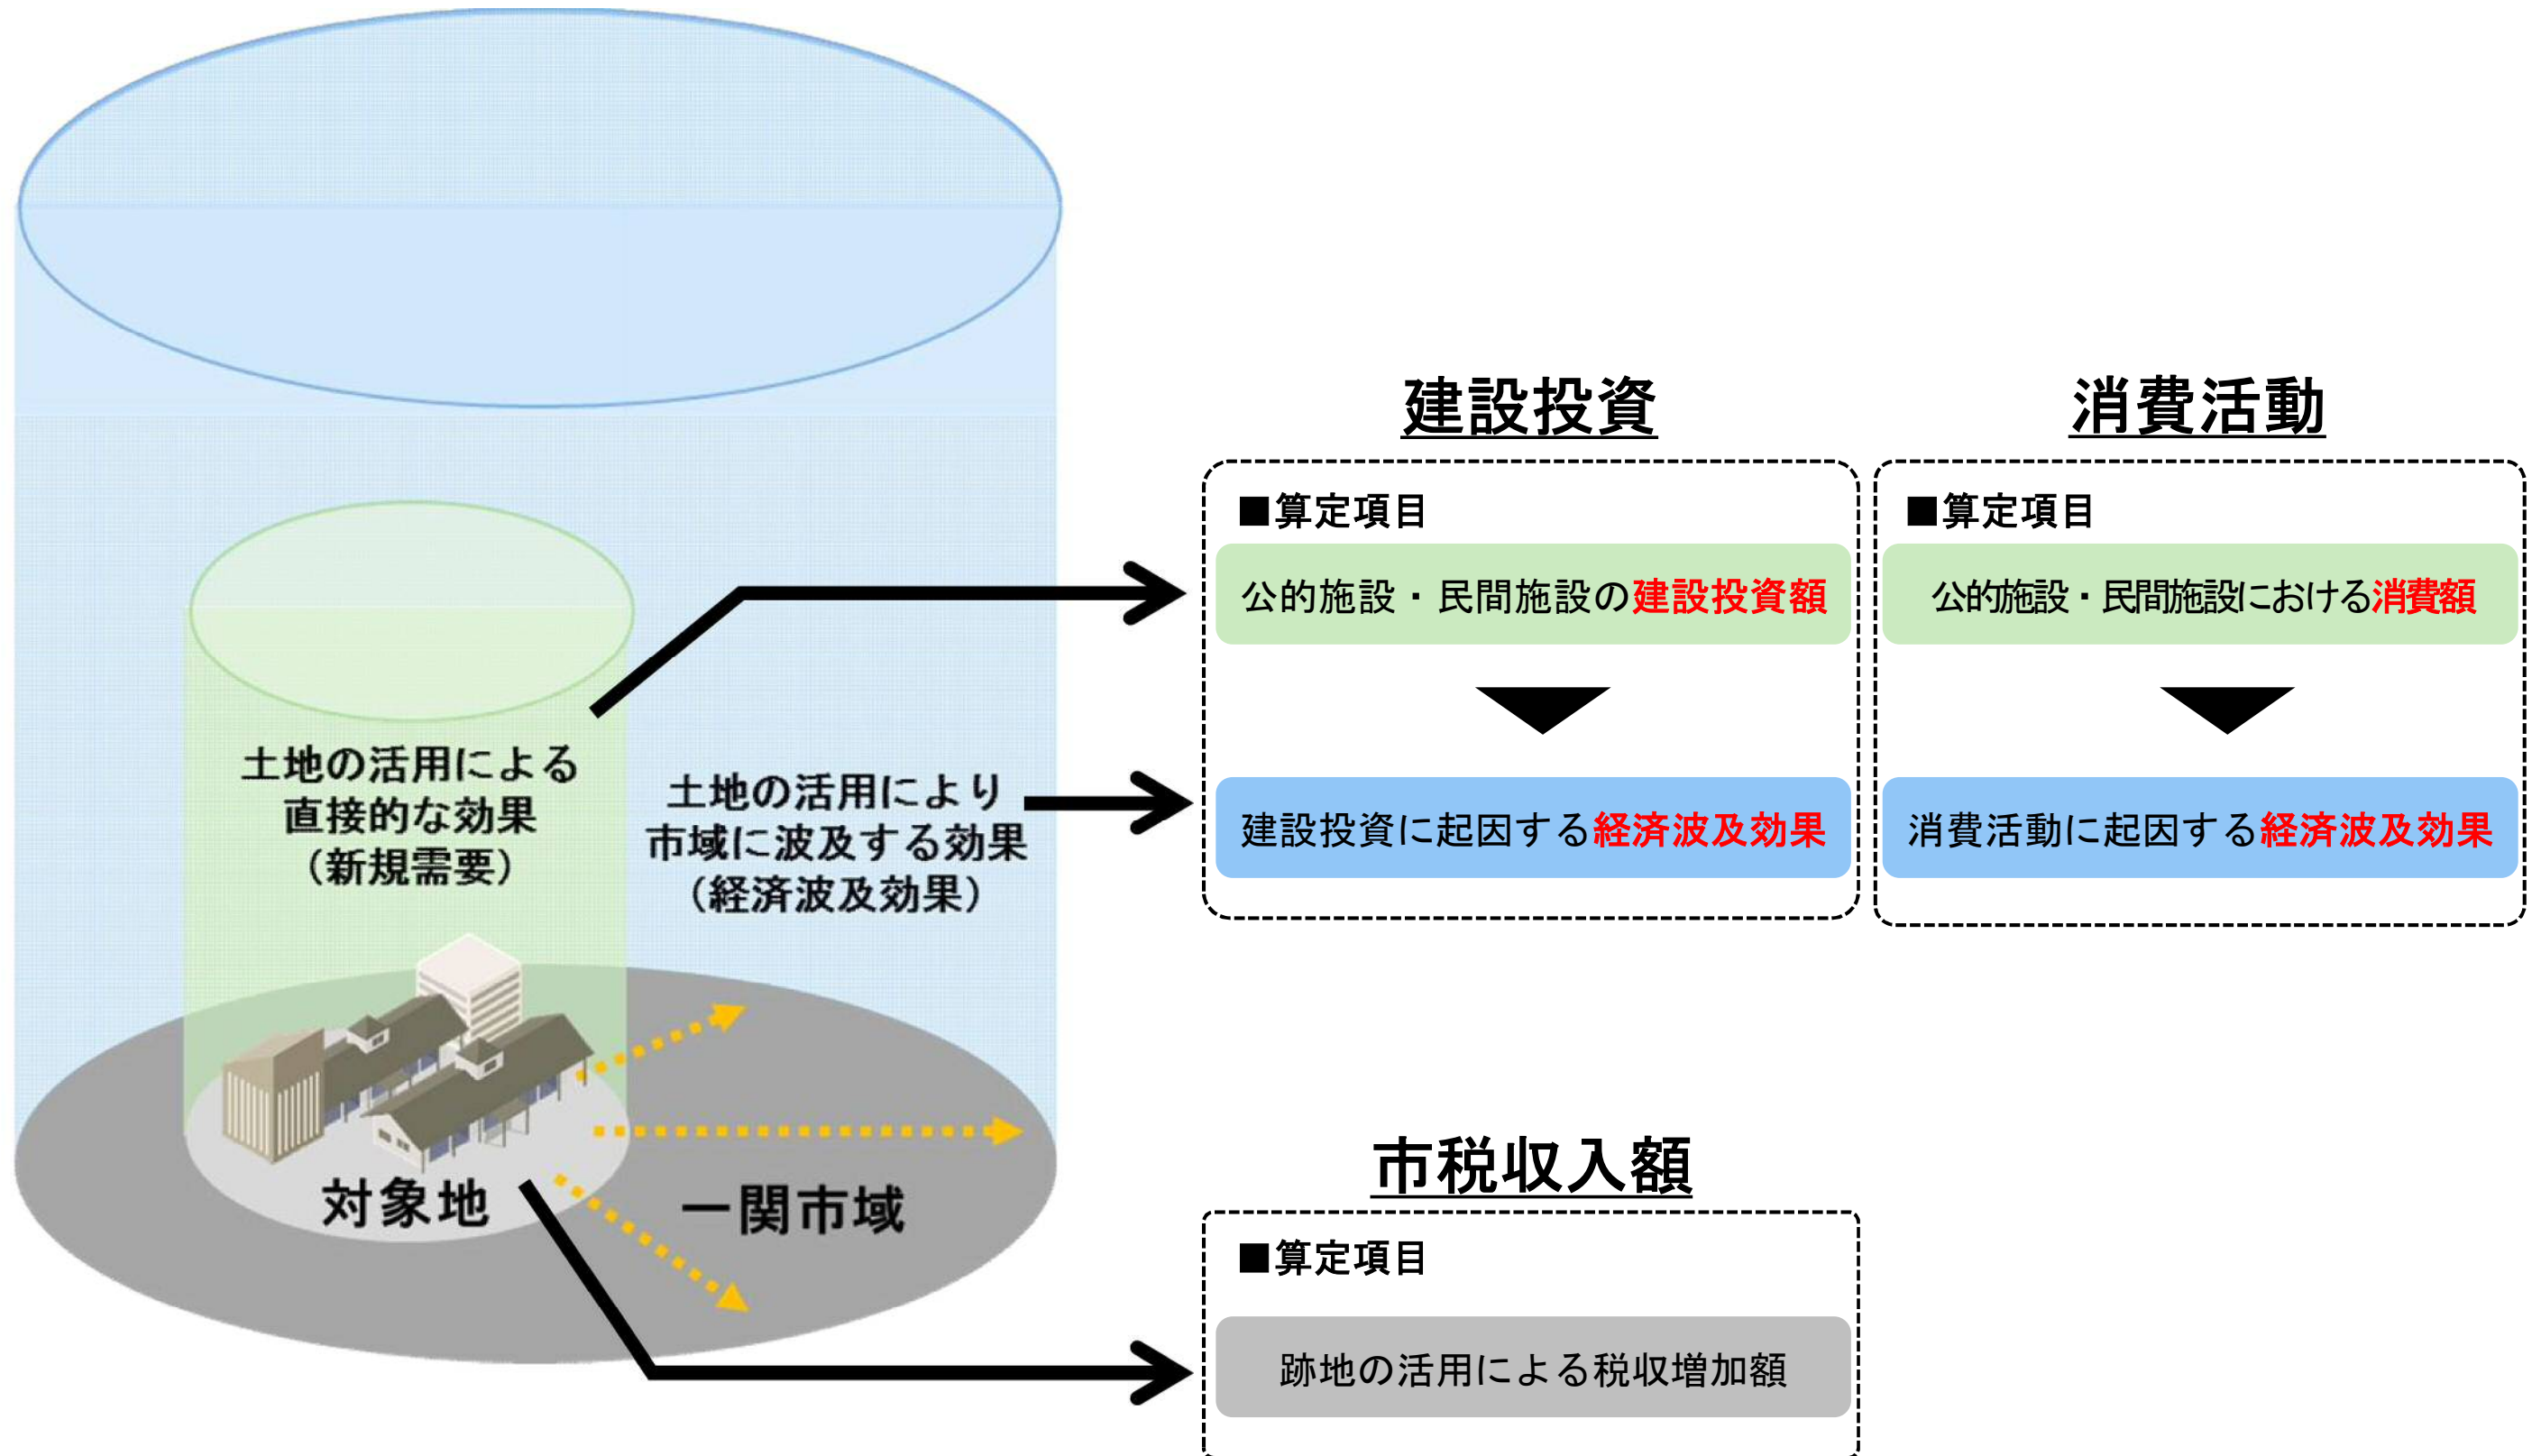 土地の活用による
直接的な効果
（新規需要）
土地の活用により
市域に波及する効果
（経済波及効果）
対象地
一関市域
建設投資
■算定項目
公的施設・民間施設の建設投資額
建設投資に起因する経済波及効果
消費活動
■算定項目
公的施設・民間施設における消費額
消費活動に起因する経済波及効果
市税収入額
■算定項目
跡地の活用による税収増加額